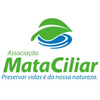 Associação
MataCiliar
Preservar vidas é da nossa natureza.